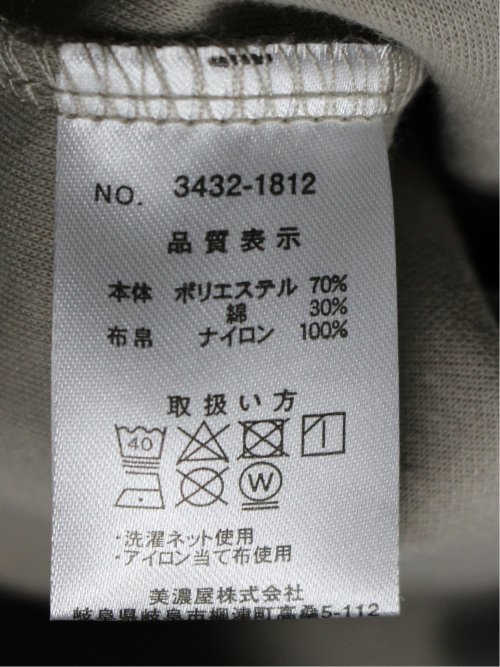 NO. 3432-1812
品質表示
本体 ポリエステル 70%
綿 30%
布帛 ナイロン 100%
取扱い方
40
W
・洗濯ネット使用
・アイロン当て布使用
美濃屋株式会社
岐阜県岐阜市柳津町高桑5-112